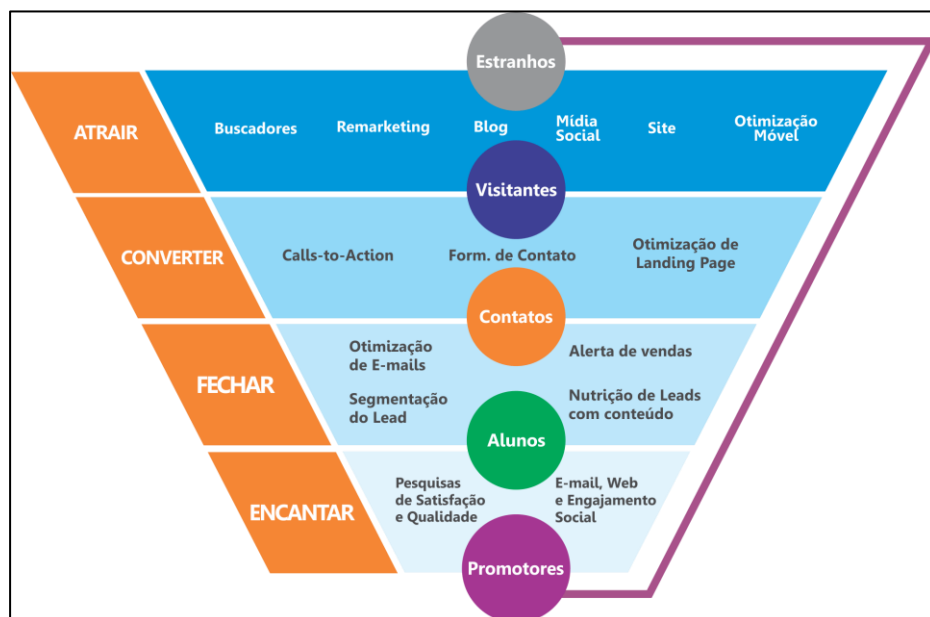 Estranhos
ATRAIR
Buscadores
Remarketing
Blog
Mídia
Social
Site
Otimização
Móvel
Visitantes
CONVERTER
Calls-to-Action
Form. de Contato
Otimização de
Landing Page
Contatos
FECHAR
Otimização
de E-mails
Alerta de vendas
Segmentação
do Lead
Nutrição de Leads
com conteúdo
Alunos
ENCANTAR
Pesquisas
de Satisfação
e Qualidade
E-mail, Web
e Engajamento
Social
Promotores